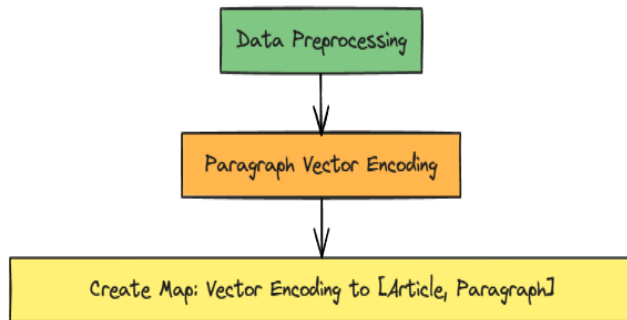 Data Preprocessing
Paragraph Vector Encoding
Create Map: Vector Encoding to [Article, Paragraph]